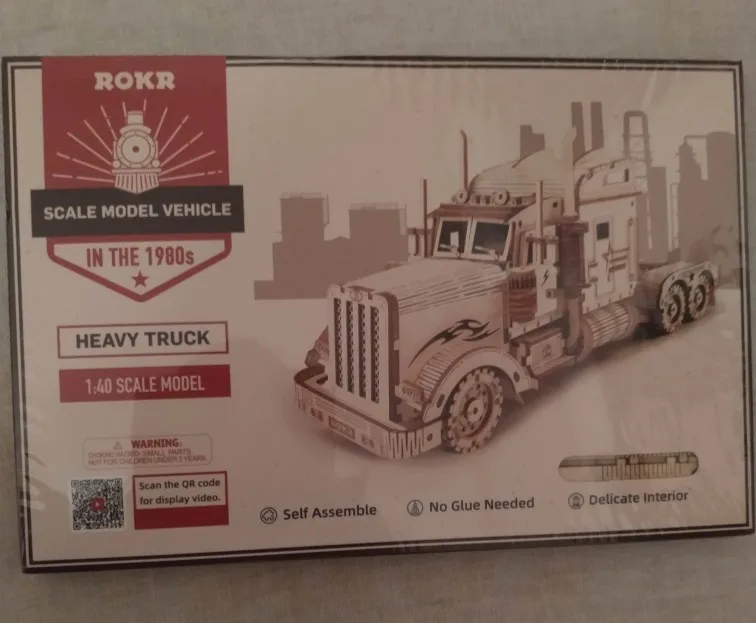 ROKR
SCALE MODEL VEHICLE
IN THE 1980s
HEAVY TRUCK
1:40 SCALE MODEL
WARNING:
CHOKING HAZARD-SMALL PARTS
NOT FOR CHILDREN UNDER 3 YEARS.
Scan the QR code
for display video.
Self Assemble
No Glue Needed
Delicate Interior